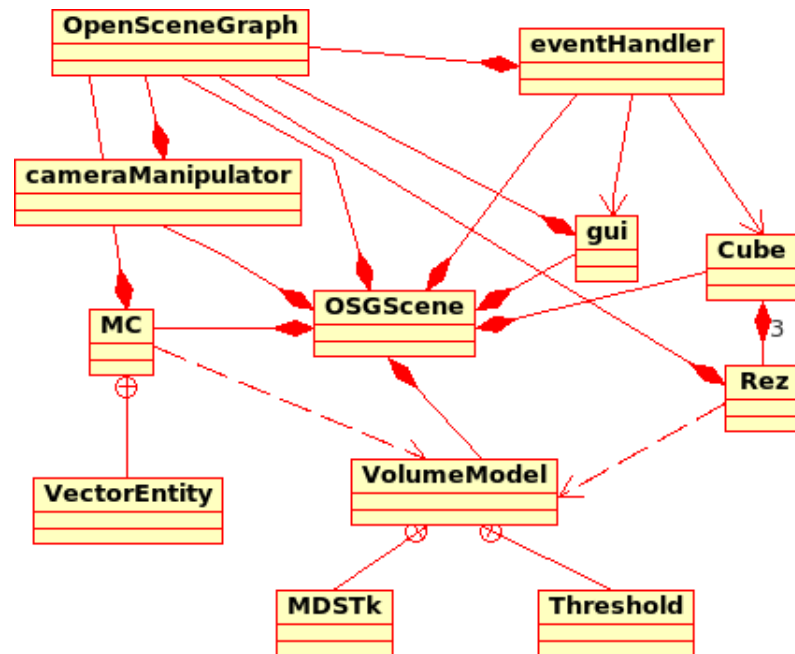 OpenSceneGraph
eventHandler
cameraManipulator
gui
Cube
MC
OSGScene
3
Rez
VectorEntity
VolumeModel
MDSTk
Threshold